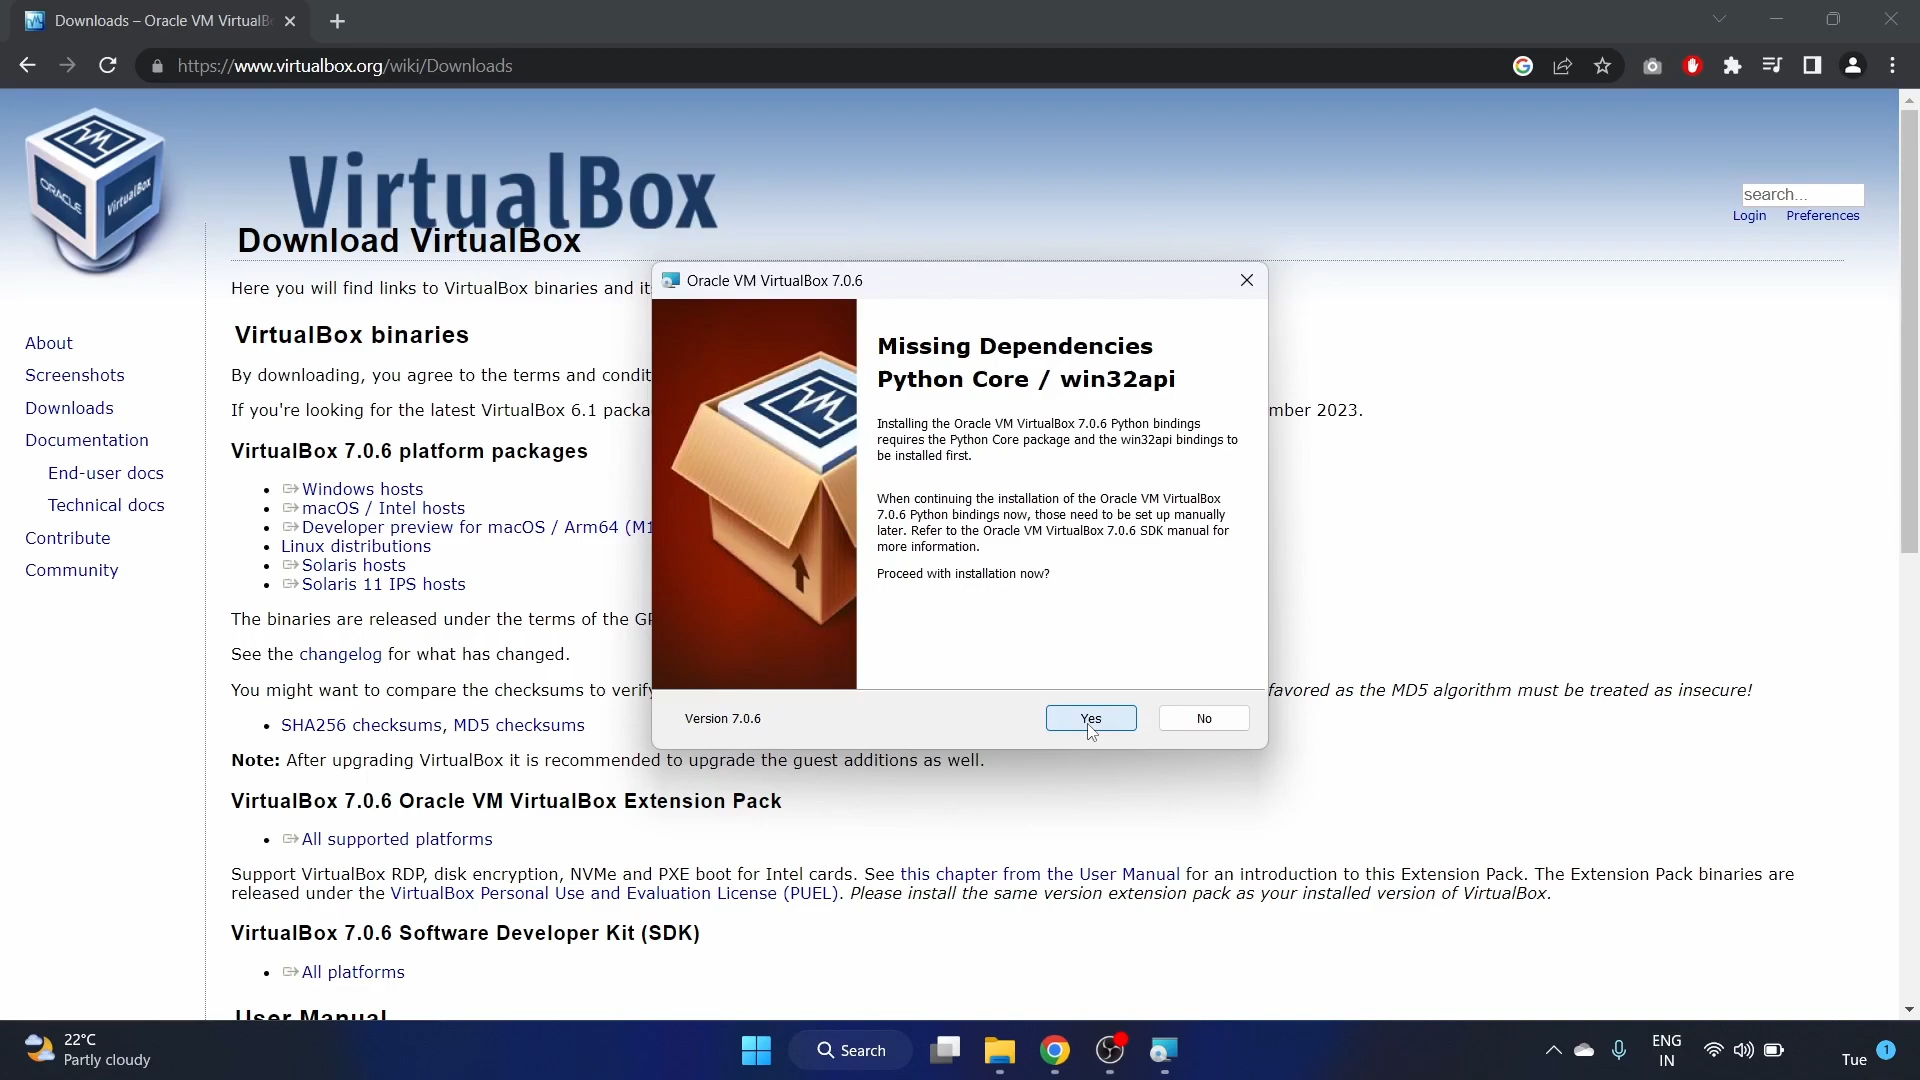 Downloads – Oracle VM VirtualB
https://www.virtualbox.org/wiki/Downloads
ORACLE
VirtualBox
VirtualBox
search...
Login Preferences
Download VirtualBox
Here you will find links to VirtualBox binaries and it
About
Screenshots
Downloads
Documentation
End-user docs
Technical docs
Contribute
Community
VirtualBox binaries
By downloading, you agree to the terms and condit
If you're looking for the latest VirtualBox 6.1 packa
mber 2023.
VirtualBox 7.0.6 platform packages
Windows hosts
macOS / Intel hosts
Developer preview for macOS / Arm64 (M1
Linux distributions
Solaris hosts
Solaris 11 IPS hosts
The binaries are released under the terms of the GP
See the changelog for what has changed.
You might want to compare the checksums to verify
favored as the MD5 algorithm must be treated as insecure!
SHA256 checksums, MD5 checksums
Note: After upgrading VirtualBox it is recommended to upgrade the guest additions as well.
VirtualBox 7.0.6 Oracle VM VirtualBox Extension Pack
All supported platforms
Support VirtualBox RDP, disk encryption, NVMe and PXE boot for Intel cards. See this chapter from the User Manual for an introduction to this Extension Pack. The Extension Pack binaries are
released under the VirtualBox Personal Use and Evaluation License (PUEL). Please install the same version extension pack as your installed version of VirtualBox.
VirtualBox 7.0.6 Software Developer Kit (SDK)
All platforms
User Manual
Oracle VM VirtualBox 7.0.6
Missing Dependencies
Python Core / win32api
Installing the Oracle VM VirtualBox 7.0.6 Python bindings
requires the Python Core package and the win32api bindings to
be installed first.
When continuing the installation of the Oracle VM VirtualBox
7.0.6 Python bindings now, those need to be set up manually
later. Refer to the Oracle VM VirtualBox 7.0.6 SDK manual for
more information.
Proceed with installation now?
Version 7.0.6
Yes
No
22°C
Partly cloudy
Search
ENG
IN
Tue
1